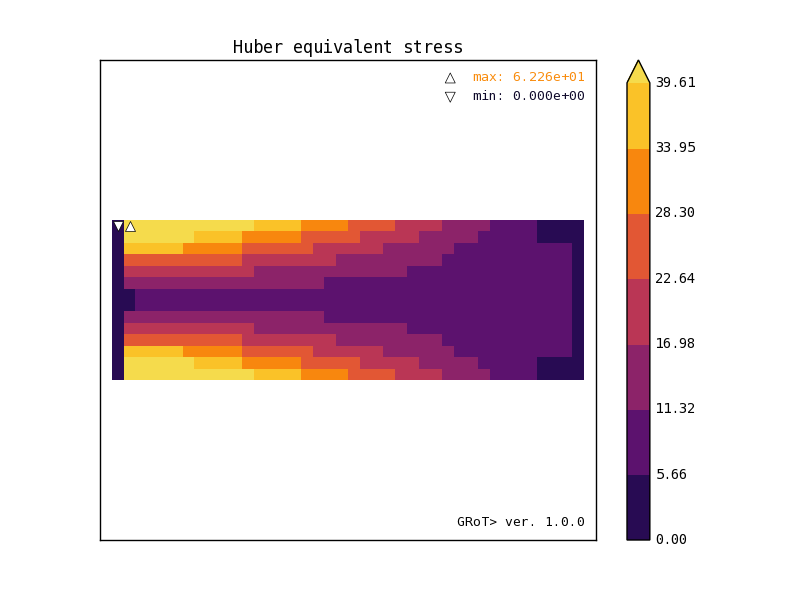 Huber equivalent stress
△ max: 6.226e+01
▽ min: 0.000e+00
39.61
33.95
28.30
22.64
16.98
11.32
5.66
0.00
GRoT> ver. 1.0.0